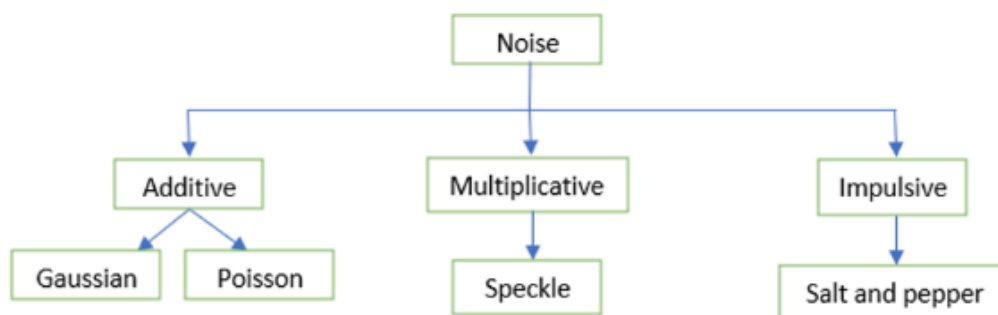 Noise
Additive
Multiplicative
Impulsive
Gaussian
Poisson
Speckle
Salt and pepper